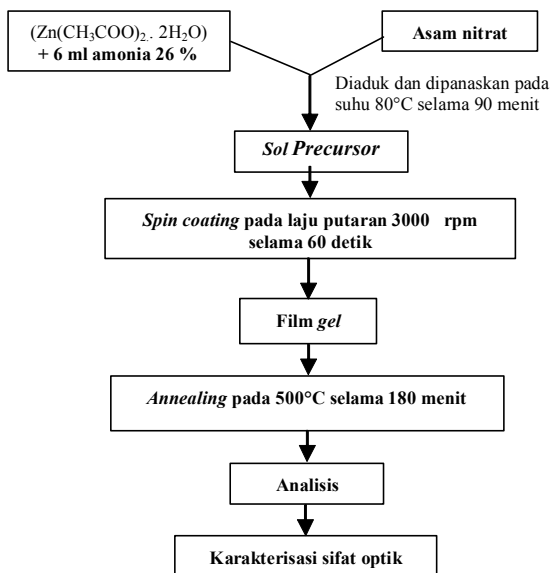 (Zn(CH₃COO)₂. . 2H₂O)
+ 6 ml amonia 26 %
Asam nitrat
Diaduk dan dipanaskan pada
suhu 80°C selama 90 menit
Sol Precursor
Spin coating pada laju putaran 3000 rpm
selama 60 detik
Film gel
Annealing pada 500°C selama 180 menit
Analisis
Karakterisasi sifat optik